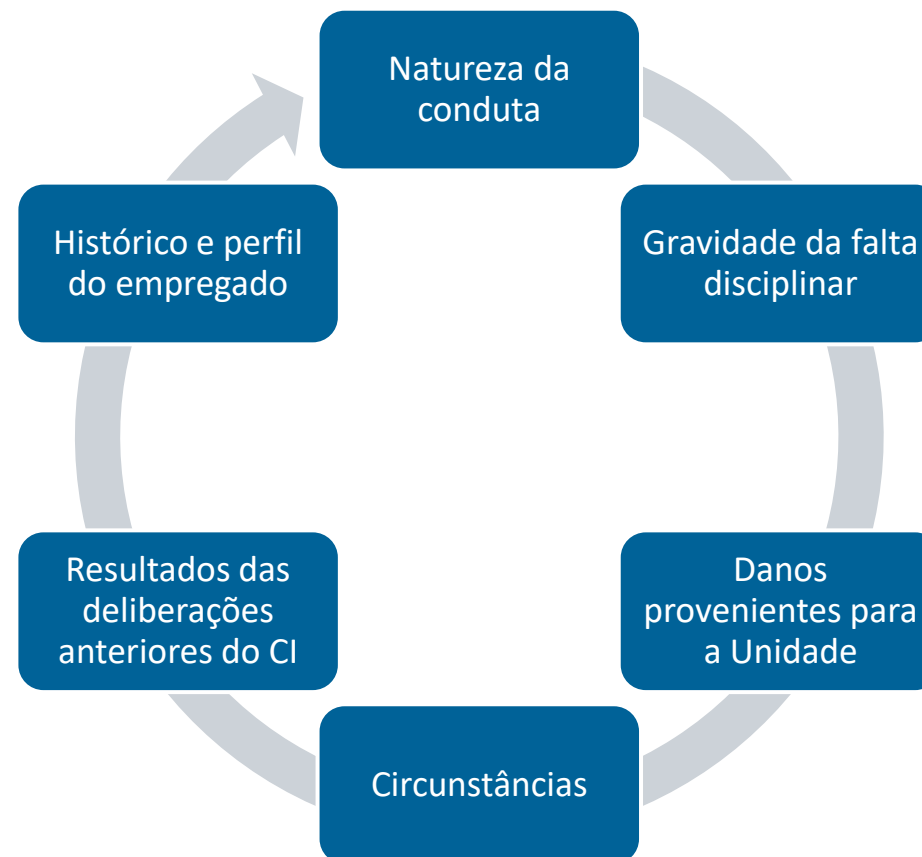 Natureza da
conduta
Gravidade da falta
disciplinar
Danos
provenientes para
a Unidade
Circunstâncias
Resultados das
deliberações
anteriores do CI
Histórico e perfil
do empregado